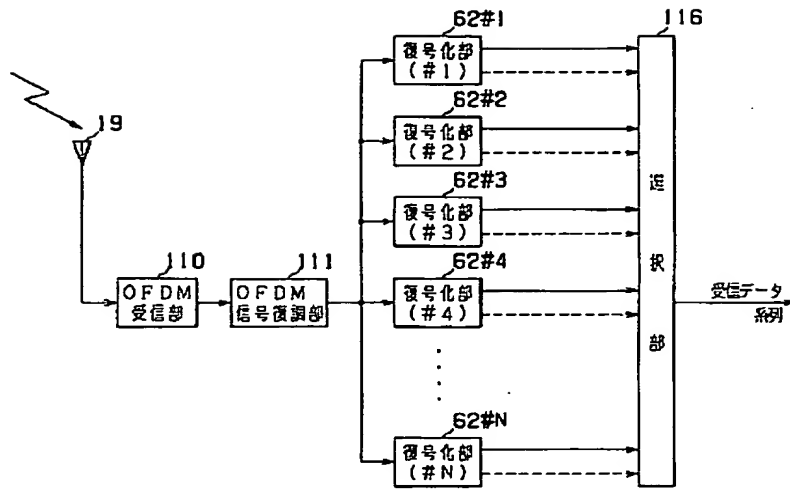 62#1
116
復号化部
(#1)
62#2
19
復号化部
(#2)
62#3
復号化部
(#3)
選択部
110
111
62#4
OFDM
受信部
OFDM
信号復調部
復号化部
(#4)
受信データ
系列
62#N
復号化部
(#N)